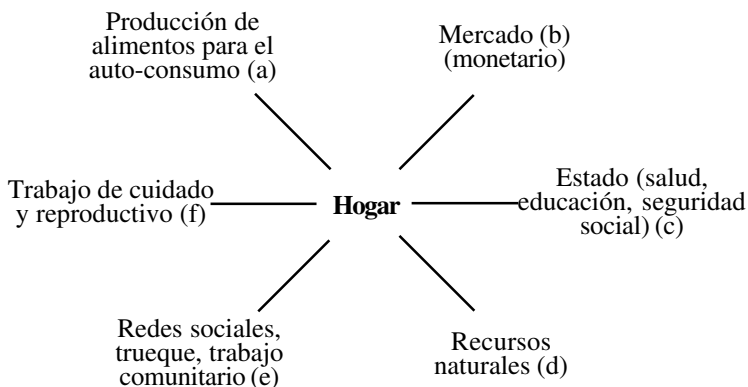 Producción de
alimentos para el
auto-consumo (a)
Mercado (b)
(monetario)
Trabajo de cuidado
y reproductivo (f)
Hogar
Estado (salud,
educación, seguridad
social) (c)
Redes sociales,
trueque, trabajo
comunitario (e)
Recursos
naturales (d)